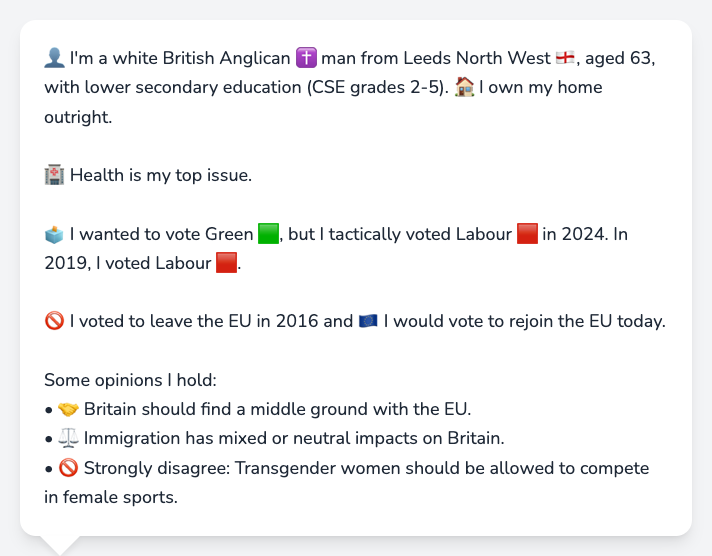 👤 I'm a white British Anglican ✝️ man from Leeds North West 🏴󠁧󠁢󠁥󠁮󠁧󠁿, aged 63,
with lower secondary education (CSE grades 2-5). 🏠 I own my home
outright.
🏥 Health is my top issue.
🗳️ I wanted to vote Green 🟩, but I tactically voted Labour 🟥 in 2024. In
2019, I voted Labour 🟥.
🚫 I voted to leave the EU in 2016 and 🇪🇺 I would vote to rejoin the EU today.
Some opinions I hold:
• 🤝 Britain should find a middle ground with the EU.
• ⚖️ Immigration has mixed or neutral impacts on Britain.
• 🚫 Strongly disagree: Transgender women should be allowed to compete
in female sports.